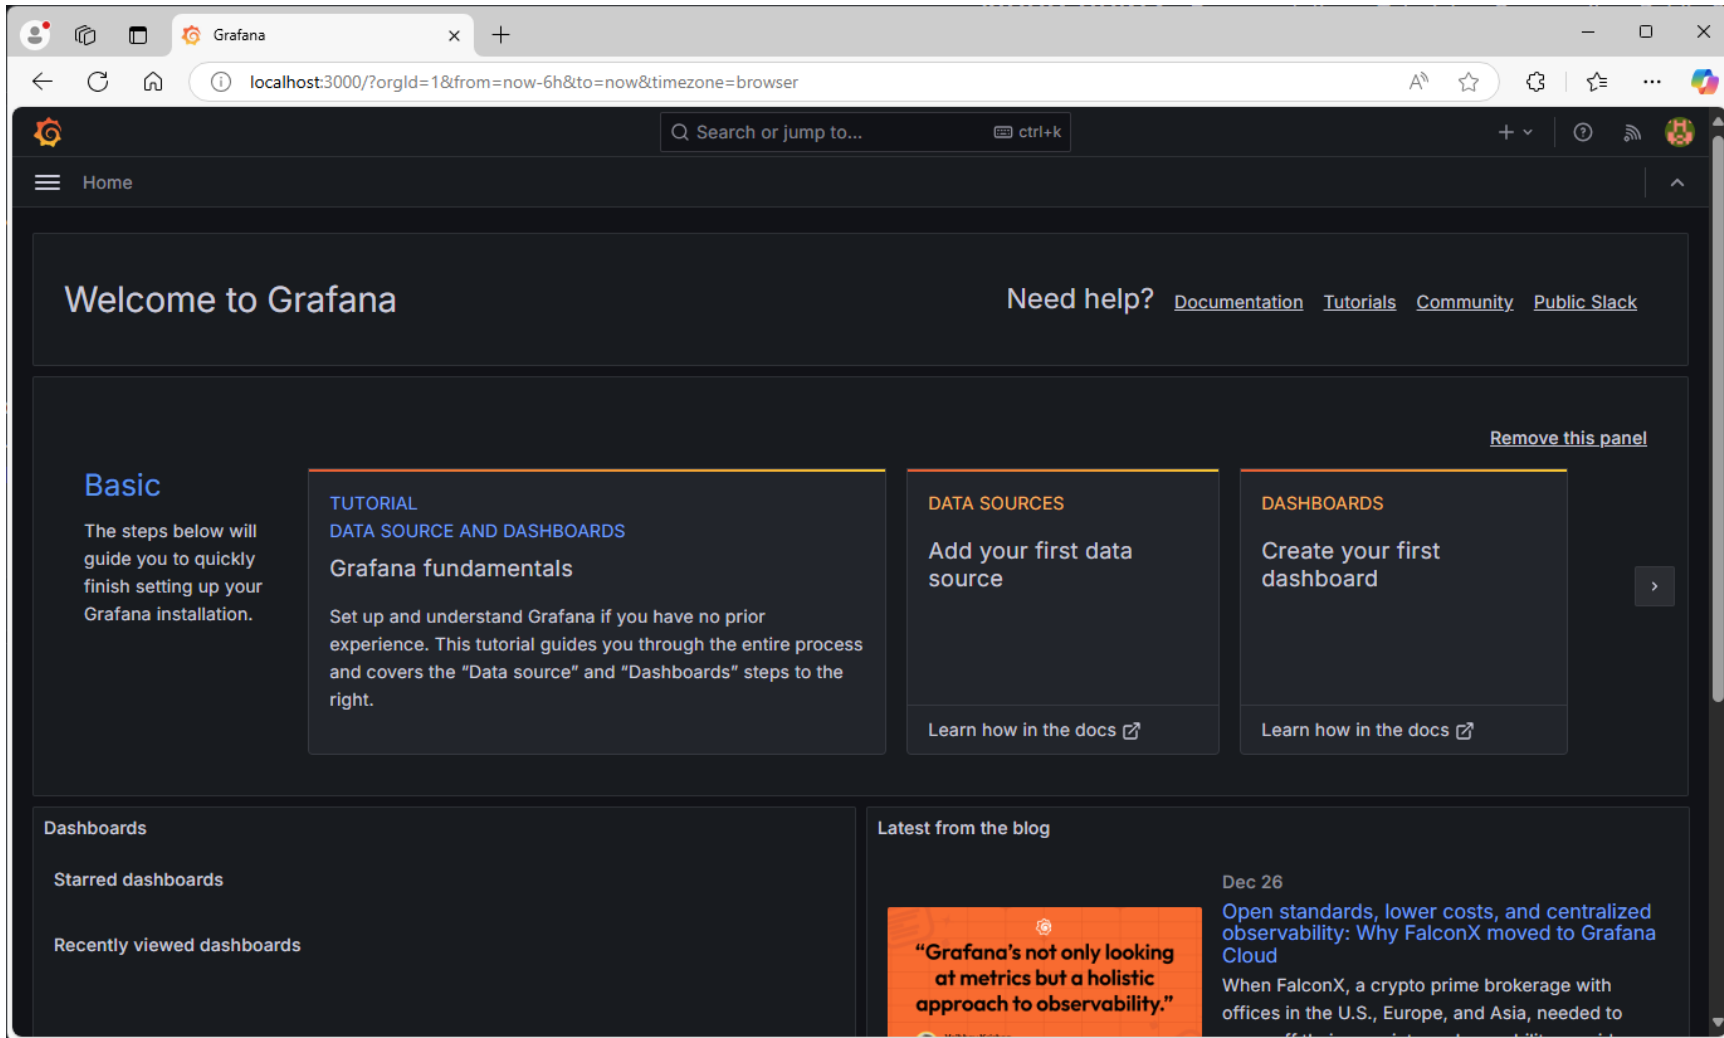 Grafana
localhost:3000/?orgId=1&from=now-6h&to=now&timezone=browser
Search or jump to...
ctrl+k
Home
Welcome to Grafana
Need help?
Documentation
Tutorials
Community
Public Slack
Remove this panel
Basic
The steps below will
guide you to quickly
finish setting up your
Grafana installation.
TUTORIAL
DATA SOURCE AND DASHBOARDS
Grafana fundamentals
Set up and understand Grafana if you have no prior
experience. This tutorial guides you through the entire process
and covers the “Data source” and “Dashboards” steps to the
right.
DATA SOURCES
Add your first data
source
Learn how in the docs
DASHBOARDS
Create your first
dashboard
Learn how in the docs
Dashboards
Starred dashboards
Recently viewed dashboards
Latest from the blog
“Grafana’s not only looking
at metrics but a holistic
approach to observability.”
Dec 26
Open standards, lower costs, and centralized
observability: Why FalconX moved to Grafana
Cloud
When FalconX, a crypto prime brokerage with
offices in the U.S., Europe, and Asia, needed to